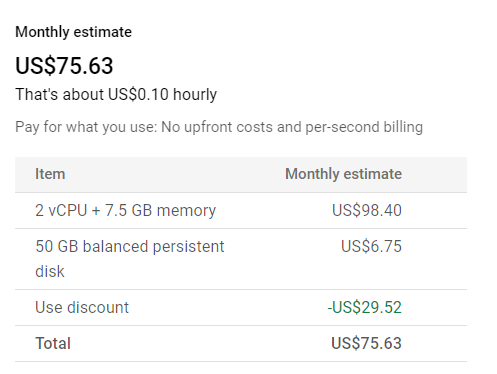 Monthly estimate
US$75.63
That's about US$0.10 hourly
Pay for what you use: No upfront costs and per-second billing
Item Monthly estimate
2 vCPU + 7.5 GB memory US$98.40
50 GB balanced persistent US$6.75
disk
Use discount -US$29.52
Total US$75.63